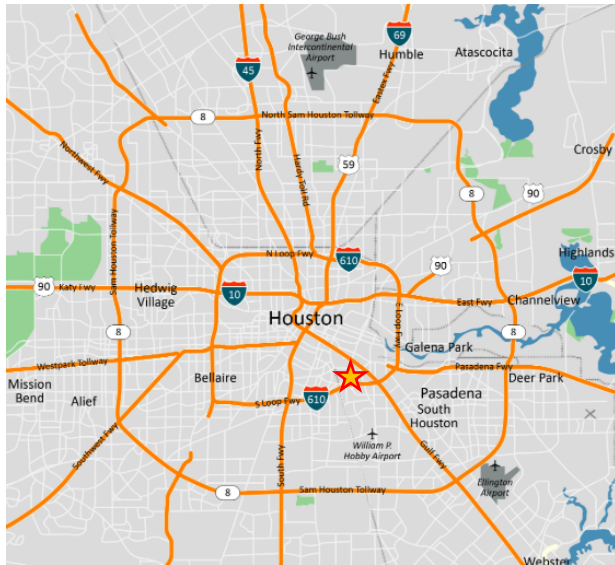 George Bush
Intercontinental
Airport
69
Humble
Atascocita
45
Eastex Fwy
8
North Sam Houston Tollway
North Fwy
Hardy Toll Rd
59
Crosby
Northwest Fwy
90
8
Sam Houston Tollway
N Loop Fwy
610
90
Highlands
90
Katy Fwy
Hedwig
Village
10
10
East Fwy
Channelview
Houston
E Loop Fwy
8
8
Galena Park
Westpark Tollway
Pasadena Fwy
Deer Park
Mission
Bend
Alief
Bellaire
S Loop Fwy
610
Pasadena
South
Houston
Southwest Fwy
South Fwy
William P.
Hobby Airport
Gulf Fwy
Ellington
Airport
8
Sam Houston Tollway
Webster